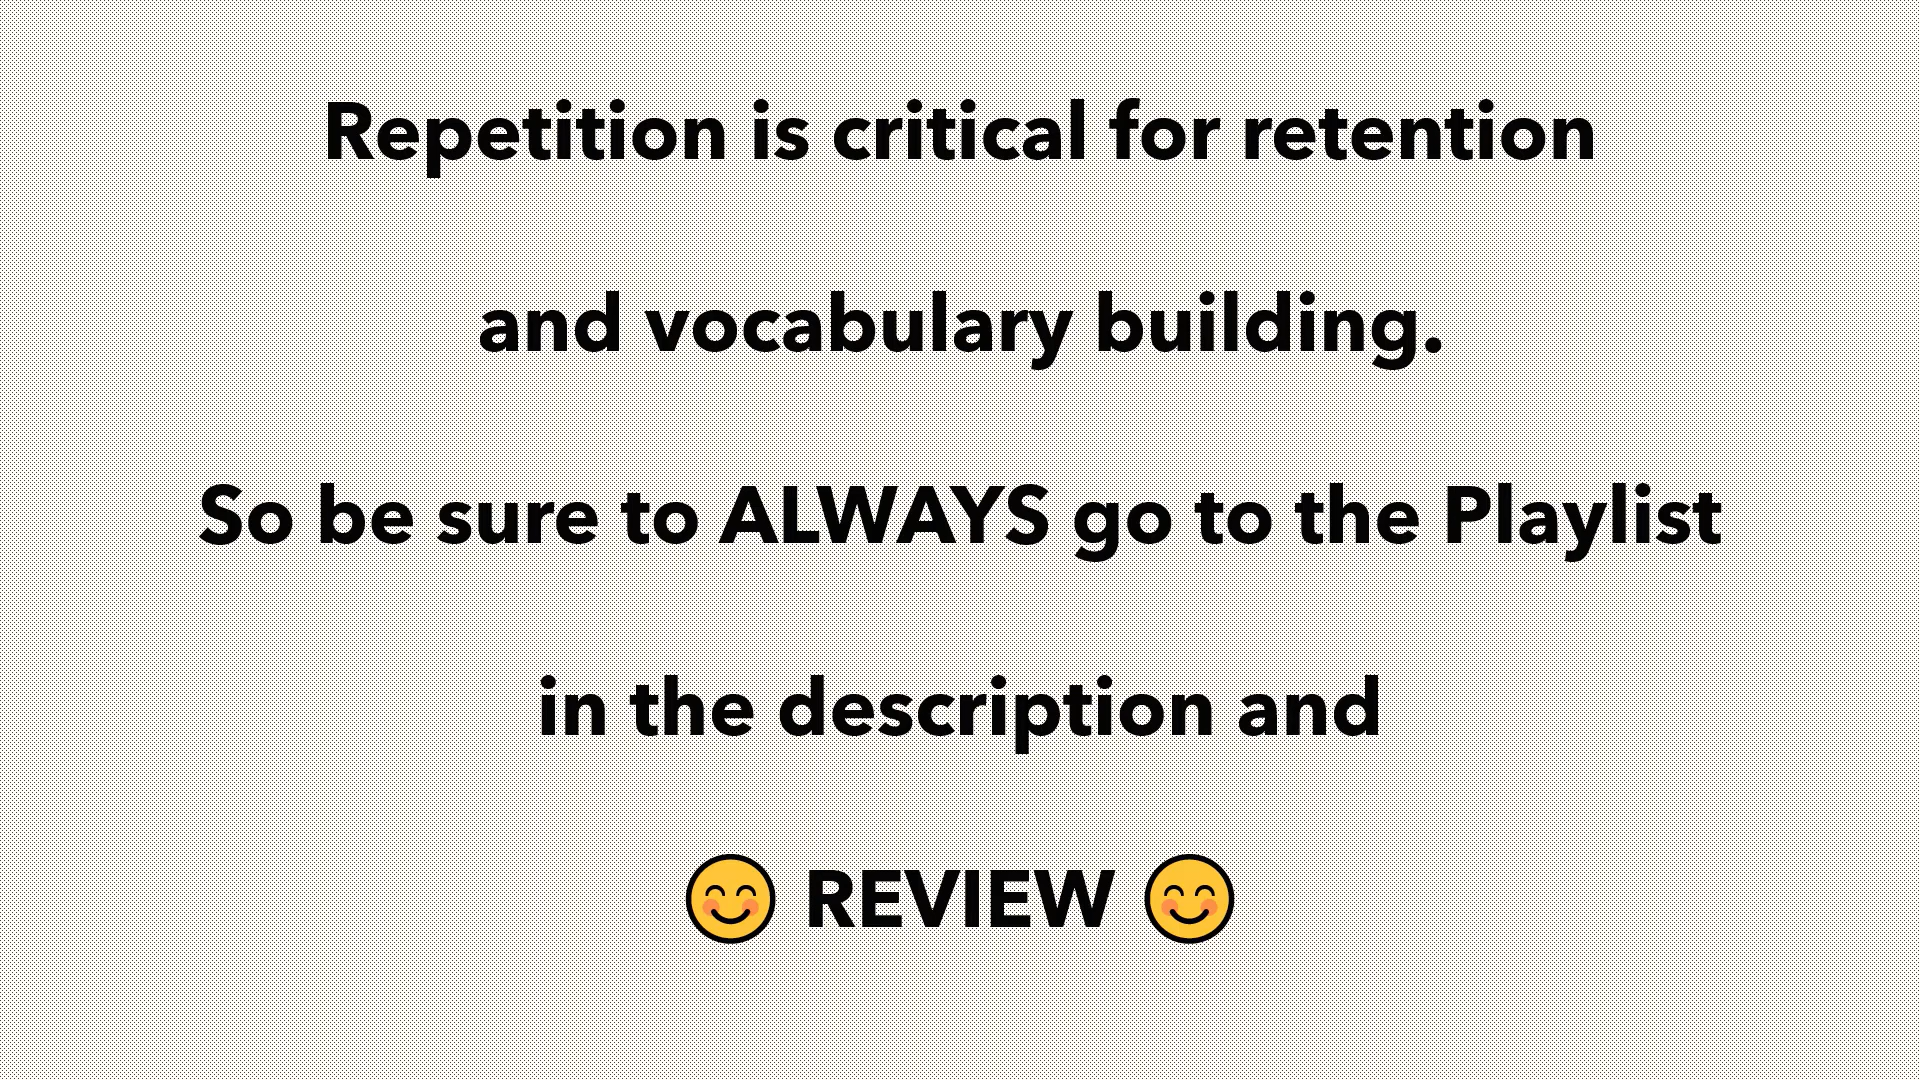 Repetition is critical for retention
and vocabulary building.
So be sure to ALWAYS go to the Playlist
in the description and
😊 REVIEW 😊